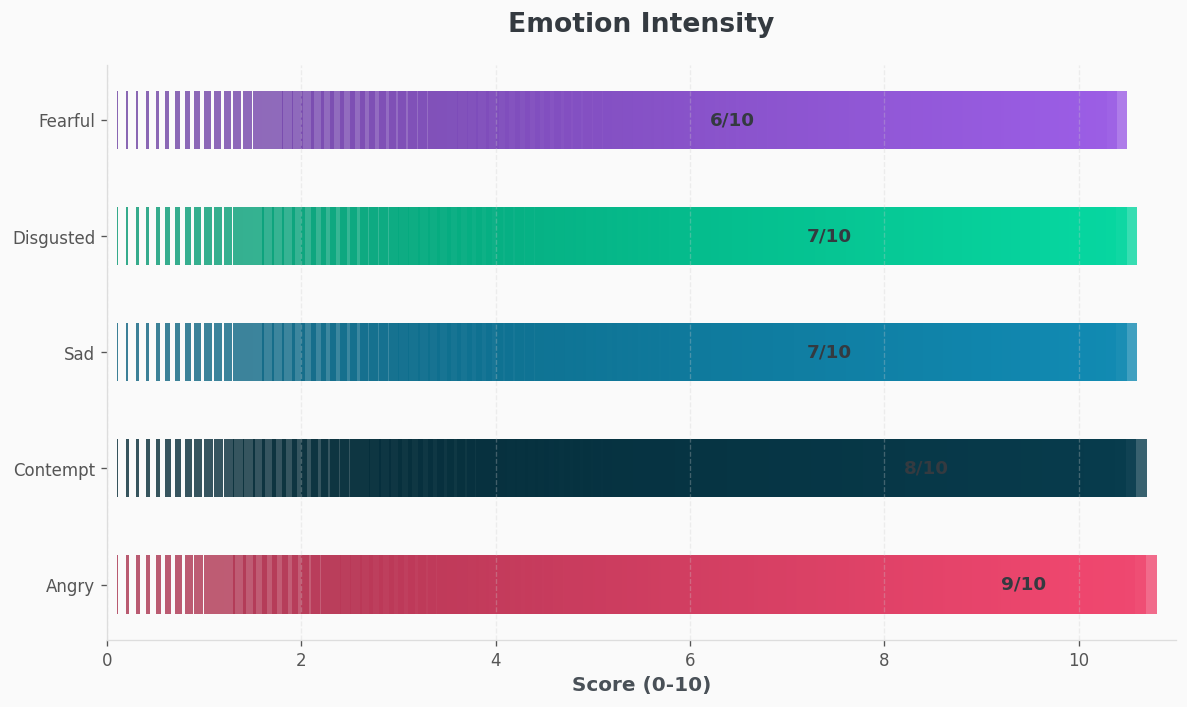 Emotion Intensity
Fearful
6/10
Disgusted
7/10
Sad
7/10
Contempt
8/10
Angry
9/10
0 2 4 6 8 10
Score (0-10)